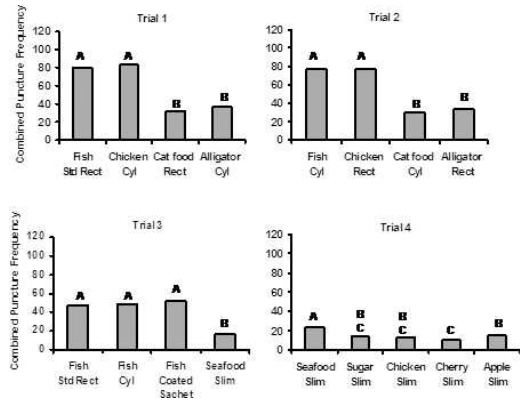 Trial 1
Combined Puncture Frequency
120
100
80
60
40
20
0
A
A
B
B
Fish
Std Rect
Chicken
Cyl
Cat food
Rect
Alligator
Cyl
Trial 2
120
100
80
60
40
20
0
A
A
B
B
Fish
Cyl
Chicken
Rect
Cat food
Cyl
Alligator
Rect
Trial 3
Combined Puncture Frequency
120
100
80
60
40
20
0
A
A
A
B
Fish
Std Rect
Fish
Cyl
Fish
Coated
Sachet
Seafood
Slim
Trial 4
120
100
80
60
40
20
0
A
B
C
B
C
C
B
Seafood
Slim
Sugar
Slim
Chicken
Slim
Cherry
Slim
Apple
Slim